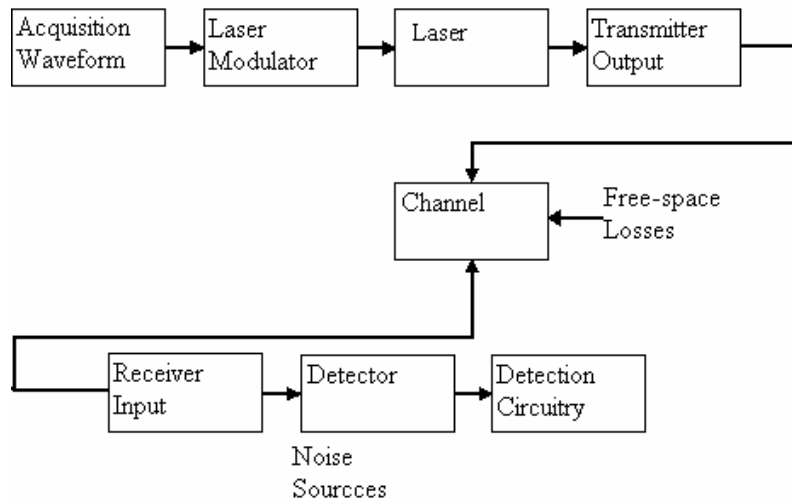 Acquisition
Waveform
Laser
Modulator
Laser
Transmitter
Output
Channel
Free-space
Losses
Receiver
Input
Detector
Detection
Circuitry
Noise
Sourcces